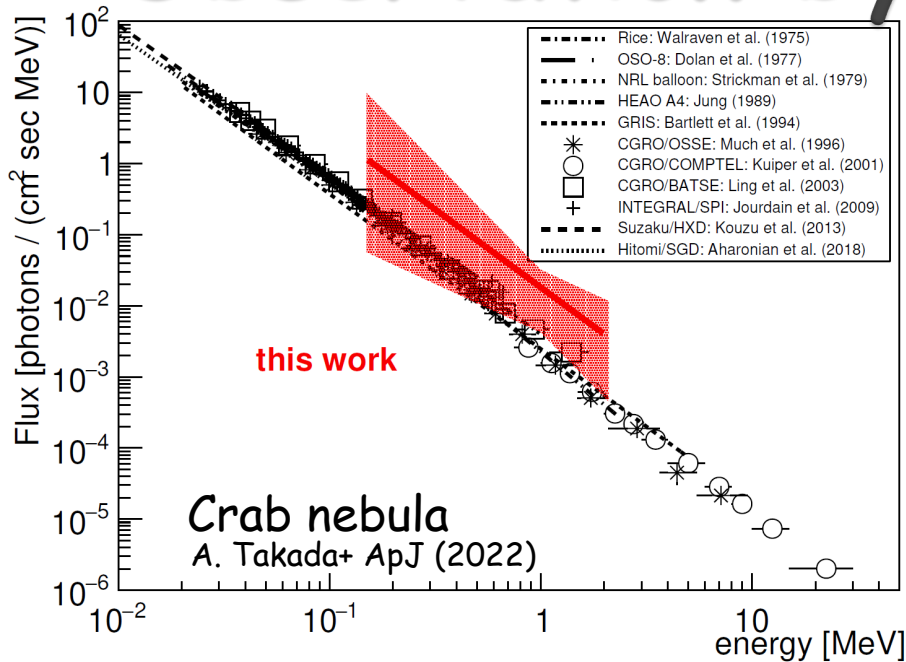 Flux [photons / (cm² sec MeV)]
10²
10
1
10⁻¹
10⁻²
10⁻³
10⁻⁴
10⁻⁵
10⁻⁶
Rice: Walraven et al. (1975)
OSO-8: Dolan et al. (1977)
NRL balloon: Strickman et al. (1979)
HEAO A4: Jung (1989)
GRIS: Bartlett et al. (1994)
CGRO/OSSE: Much et al. (1996)
CGRO/COMPTEL: Kuiper et al. (2001)
CGRO/BATSE: Ling et al. (2003)
INTEGRAL/SPI: Jourdain et al. (2009)
Suzaku/HXD: Kouzu et al. (2013)
Hitomi/SGD: Aharonian et al. (2018)
this work
Crab nebula
A. Takada+ ApJ (2022)
10⁻² 10⁻¹ 1 10
energy [MeV]